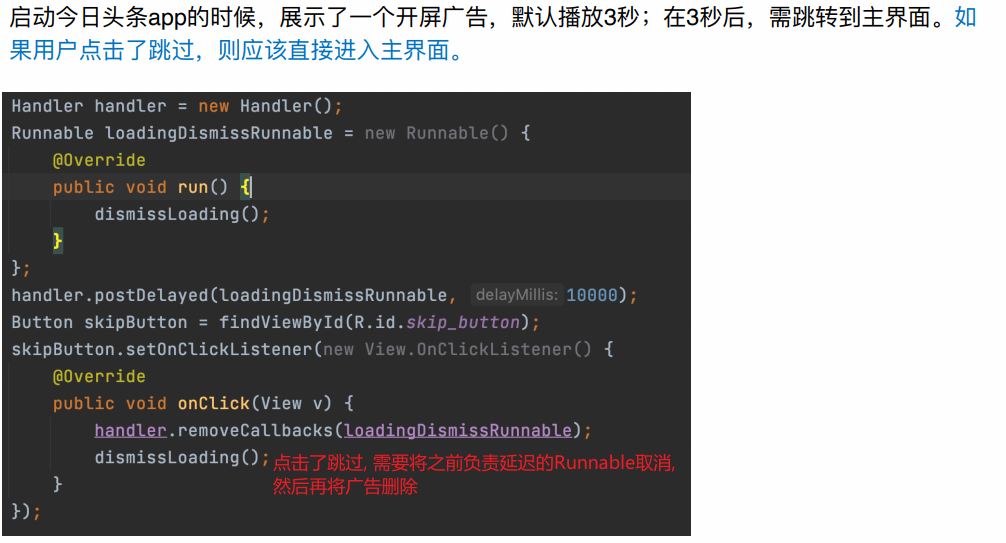 启动今日头条app的时候，展示了一个开屏广告，默认播放3秒；在3秒后，需跳转到主界面。如
果用户点击了跳过，则应该直接进入主界面。
Handler handler = new Handler();
Runnable loadingDismissRunnable = new Runnable() {
@Override
public void run() {
dismissLoading();
}
};
handler.postDelayed(loadingDismissRunnable, delayMillis: 10000);
Button skipButton = findViewById(R.id.skip_button);
skipButton.setOnClickListener(new View.OnClickListener() {
@Override
public void onClick(View v) {
handler.removeCallbacks(loadingDismissRunnable);
dismissLoading(); 点击了跳过, 需要将之前负责延迟的Runnable取消,
然后再将广告删除
}
});